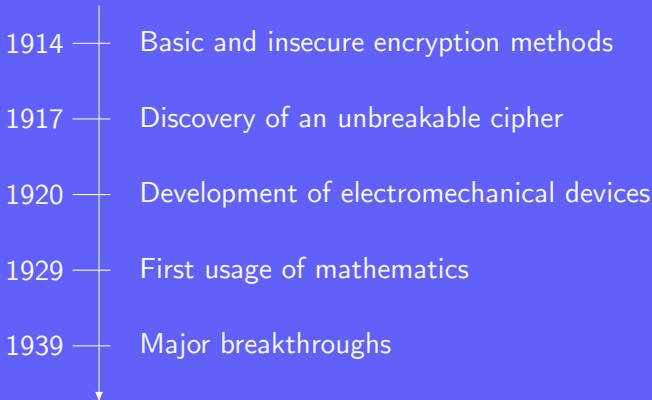 1914 Basic and insecure encryption methods
1917 Discovery of an unbreakable cipher
1920 Development of electromechanical devices
1929 First usage of mathematics
1939 Major breakthroughs